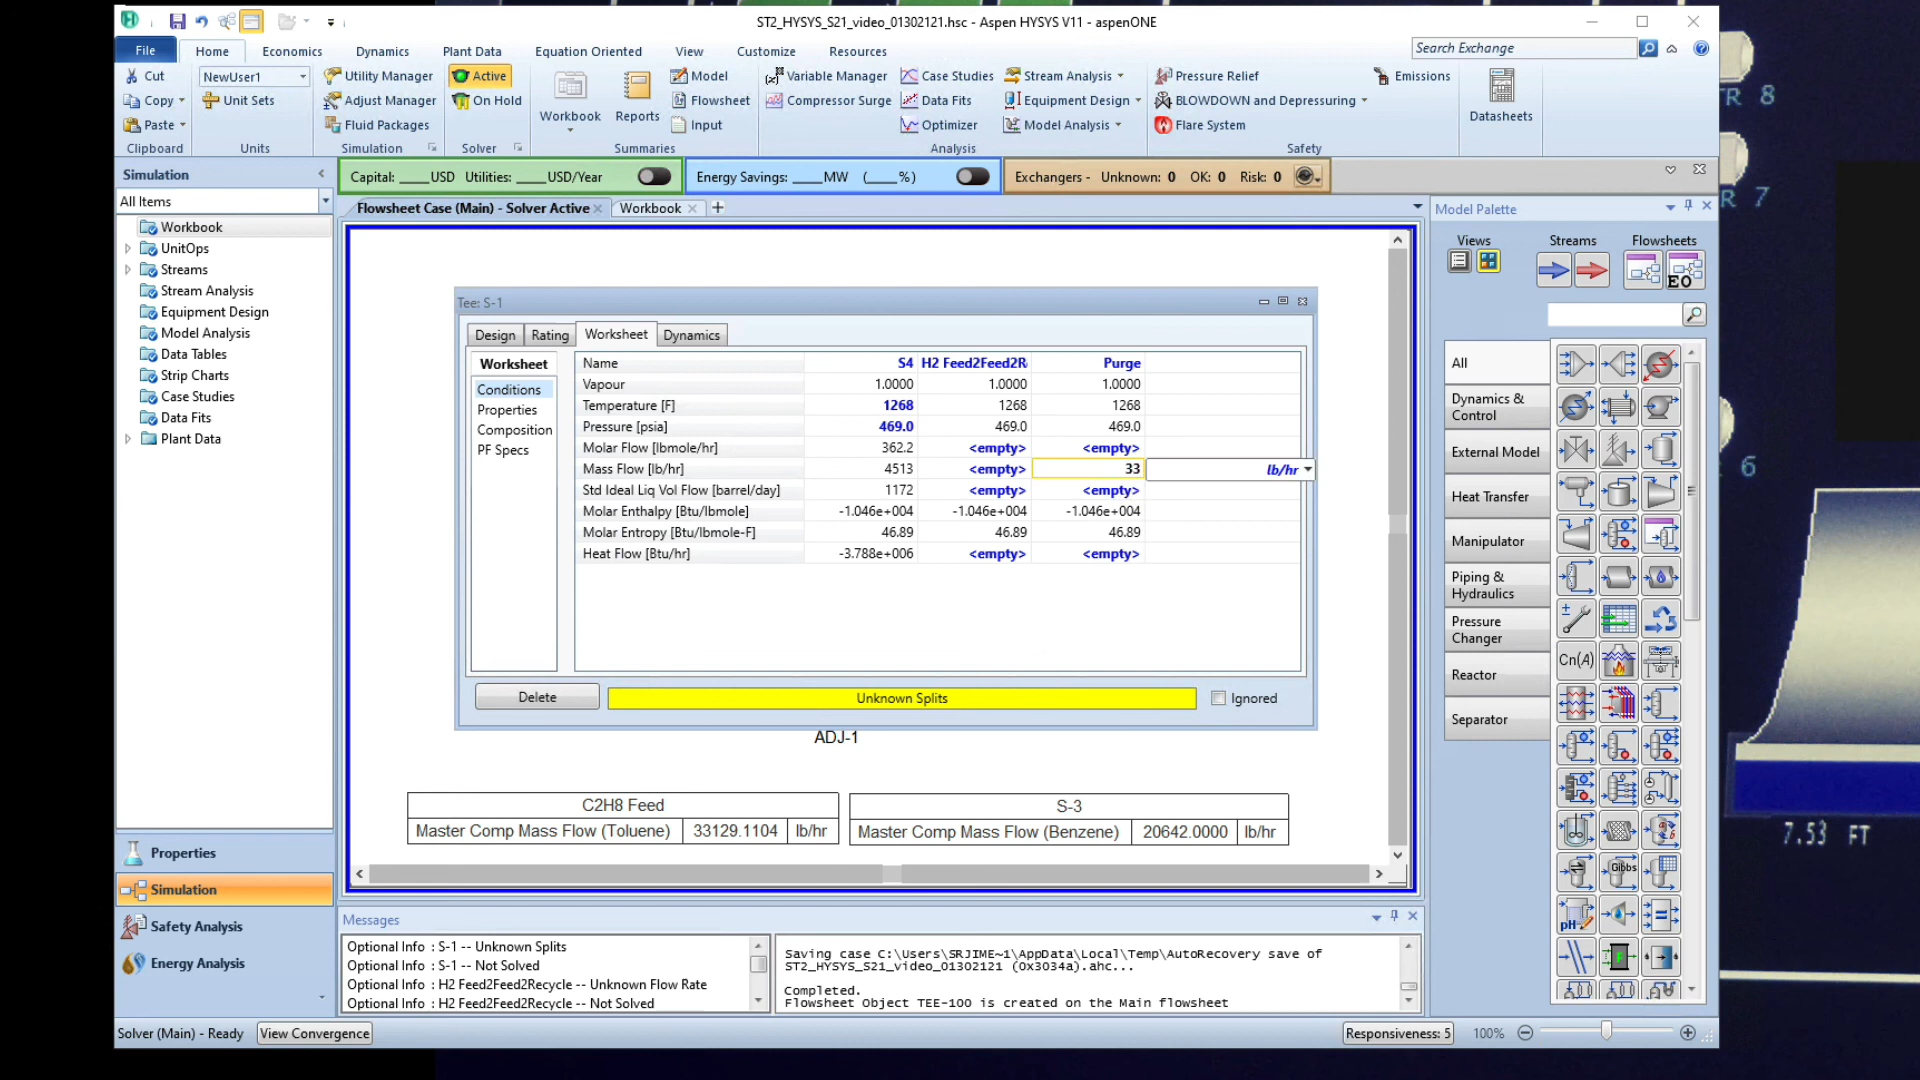 ST2_HYSYS_S21_video_01302121.hsc - Aspen HYSYS V11 - aspenONE
File
Home
Economics
Dynamics
Plant Data
Equation Oriented
View
Customize
Resources
Search Exchange
Cut
Copy
Paste
Clipboard
NewUser1
Unit Sets
Units
Utility Manager
Adjust Manager
Fluid Packages
Simulation
Active
On Hold
Solver
Workbook
Reports
Model
Flowsheet
Input
Summaries
Variable Manager
Compressor Surge
Case Studies
Data Fits
Optimizer
Stream Analysis
Equipment Design
Model Analysis
Analysis
Pressure Relief
BLOWDOWN and Depressuring
Flare System
Emissions
Safety
Datasheets
Capital: ____USD Utilities: ____USD/Year
Energy Savings: ____MW (____%)
Exchangers - Unknown: 0 OK: 0 Risk: 0
Simulation
All Items
Workbook
UnitOps
Streams
Stream Analysis
Equipment Design
Model Analysis
Data Tables
Strip Charts
Case Studies
Data Fits
Plant Data
Properties
Simulation
Safety Analysis
Energy Analysis
Flowsheet Case (Main) - Solver Active
Workbook
Tee: S-1
Design
Rating
Worksheet
Dynamics
Worksheet
Conditions
Properties
Composition
PF Specs
Name S4 H2 Feed2Feed2R Purge
Vapour 1.0000 1.0000 1.0000
Temperature [F] 1268 1268 1268
Pressure [psia] 469.0 469.0 469.0
Molar Flow [lbmole/hr] 362.2 <empty> <empty>
Mass Flow [lb/hr] 4513 <empty> 33 lb/hr
Std Ideal Liq Vol Flow [barrel/day] 1172 <empty> <empty>
Molar Enthalpy [Btu/lbmole] -1.046e+004 -1.046e+004 -1.046e+004
Molar Entropy [Btu/lbmole-F] 46.89 46.89 46.89
Heat Flow [Btu/hr] -3.788e+006 <empty> <empty>
Delete
Unknown Splits
Ignored
ADJ-1
C2H8 Feed
Master Comp Mass Flow (Toluene) 33129.1104 lb/hr
S-3
Master Comp Mass Flow (Benzene) 20642.0000 lb/hr
Messages
Optional Info : S-1 -- Unknown Splits
Optional Info : S-1 -- Not Solved
Optional Info : H2 Feed2Feed2Recycle -- Unknown Flow Rate
Optional Info : H2 Feed2Feed2Recycle -- Not Solved
Saving case C:\Users\SRJIME~1\AppData\Local\Temp\AutoRecovery save of
ST2_HYSYS_S21_video_01302121 (0x3034a).ahc...
Completed.
Flowsheet Object TEE-100 is created on the Main flowsheet
Model Palette
Views
Streams
Flowsheets
EO
All
Dynamics &
Control
External Model
Heat Transfer
Manipulator
Piping &
Hydraulics
Pressure
Changer
Reactor
Separator
Cn(A)
Gibbs
pH
Solver (Main) - Ready
View Convergence
Responsiveness: 5
100%
TR 8
R 7
6
7.53 FT